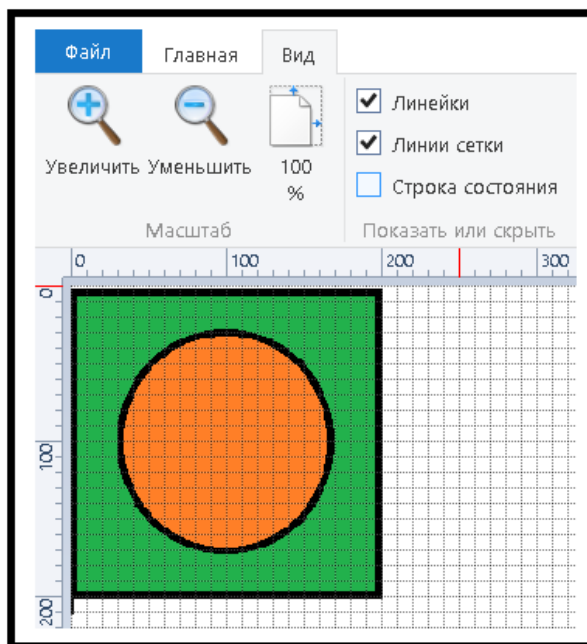 Файл Главная Вид
Увеличить Уменьшить 100
%
Линейки
Линии сетки
Строка состояния
Масштаб Показать или скрыть
0 100 200 300
0
100
200